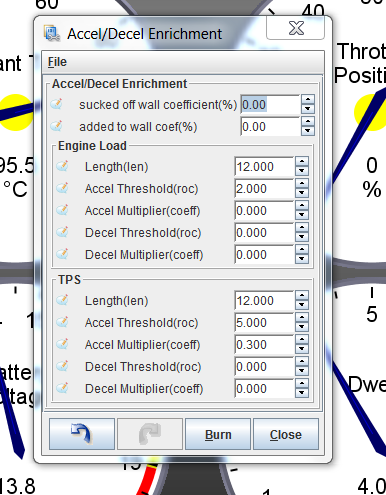 60
40
Accel/Decel Enrichment
File
Accel/Decel Enrichment
sucked off wall coefficient(%) 0.00
added to wall coef(%) 0.00
Engine Load
Length(len) 12.000
Accel Threshold(roc) 2.000
Accel Multiplier(coeff) 0.000
Decel Threshold(roc) 0.000
Decel Multiplier(coeff) 0.000
TPS
Length(len) 12.000
Accel Threshold(roc) 5.000
Accel Multiplier(coeff) 0.300
Decel Threshold(roc) 0.000
Decel Multiplier(coeff) 0.000
Burn Close
ant T
95.5
°C
1
atte
ltag
13.8
15
Thrott
Position
0
%
5
Dwe
1
4.0